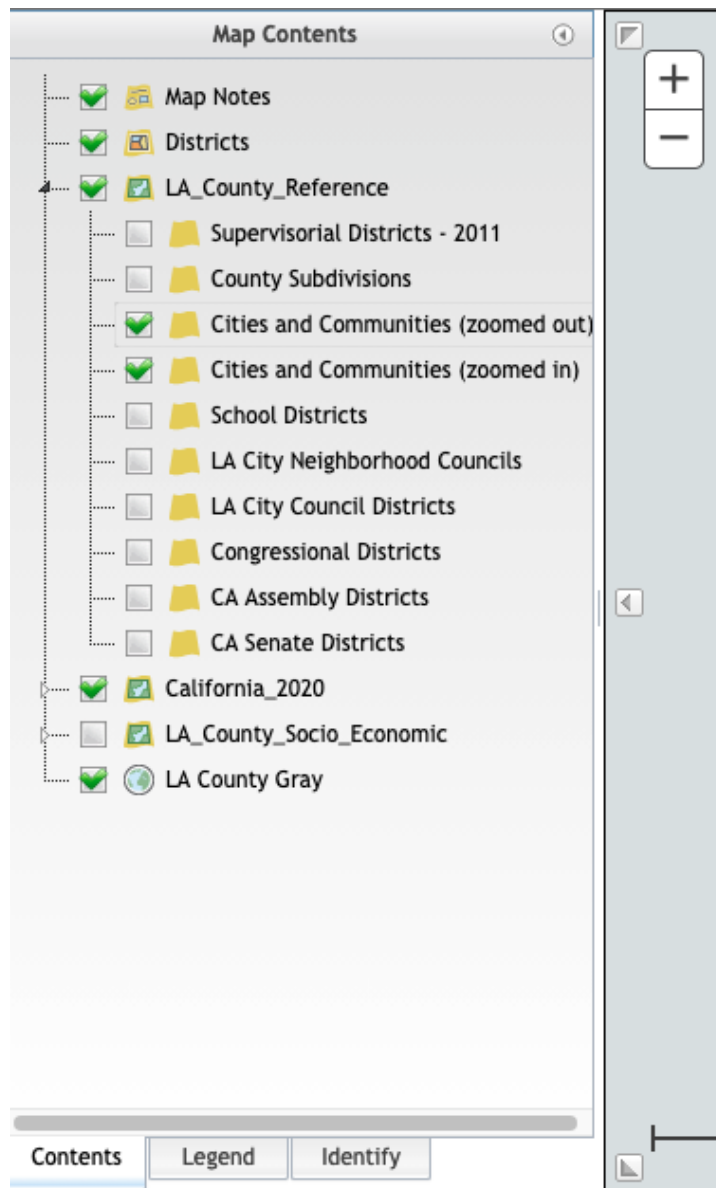 Map Contents
Map Notes
Districts
LA_County_Reference
Supervisorial Districts - 2011
County Subdivisions
Cities and Communities (zoomed out)
Cities and Communities (zoomed in)
School Districts
LA City Neighborhood Councils
LA City Council Districts
Congressional Districts
CA Assembly Districts
CA Senate Districts
California_2020
LA_County_Socio_Economic
LA County Gray
Contents Legend Identify
+
−